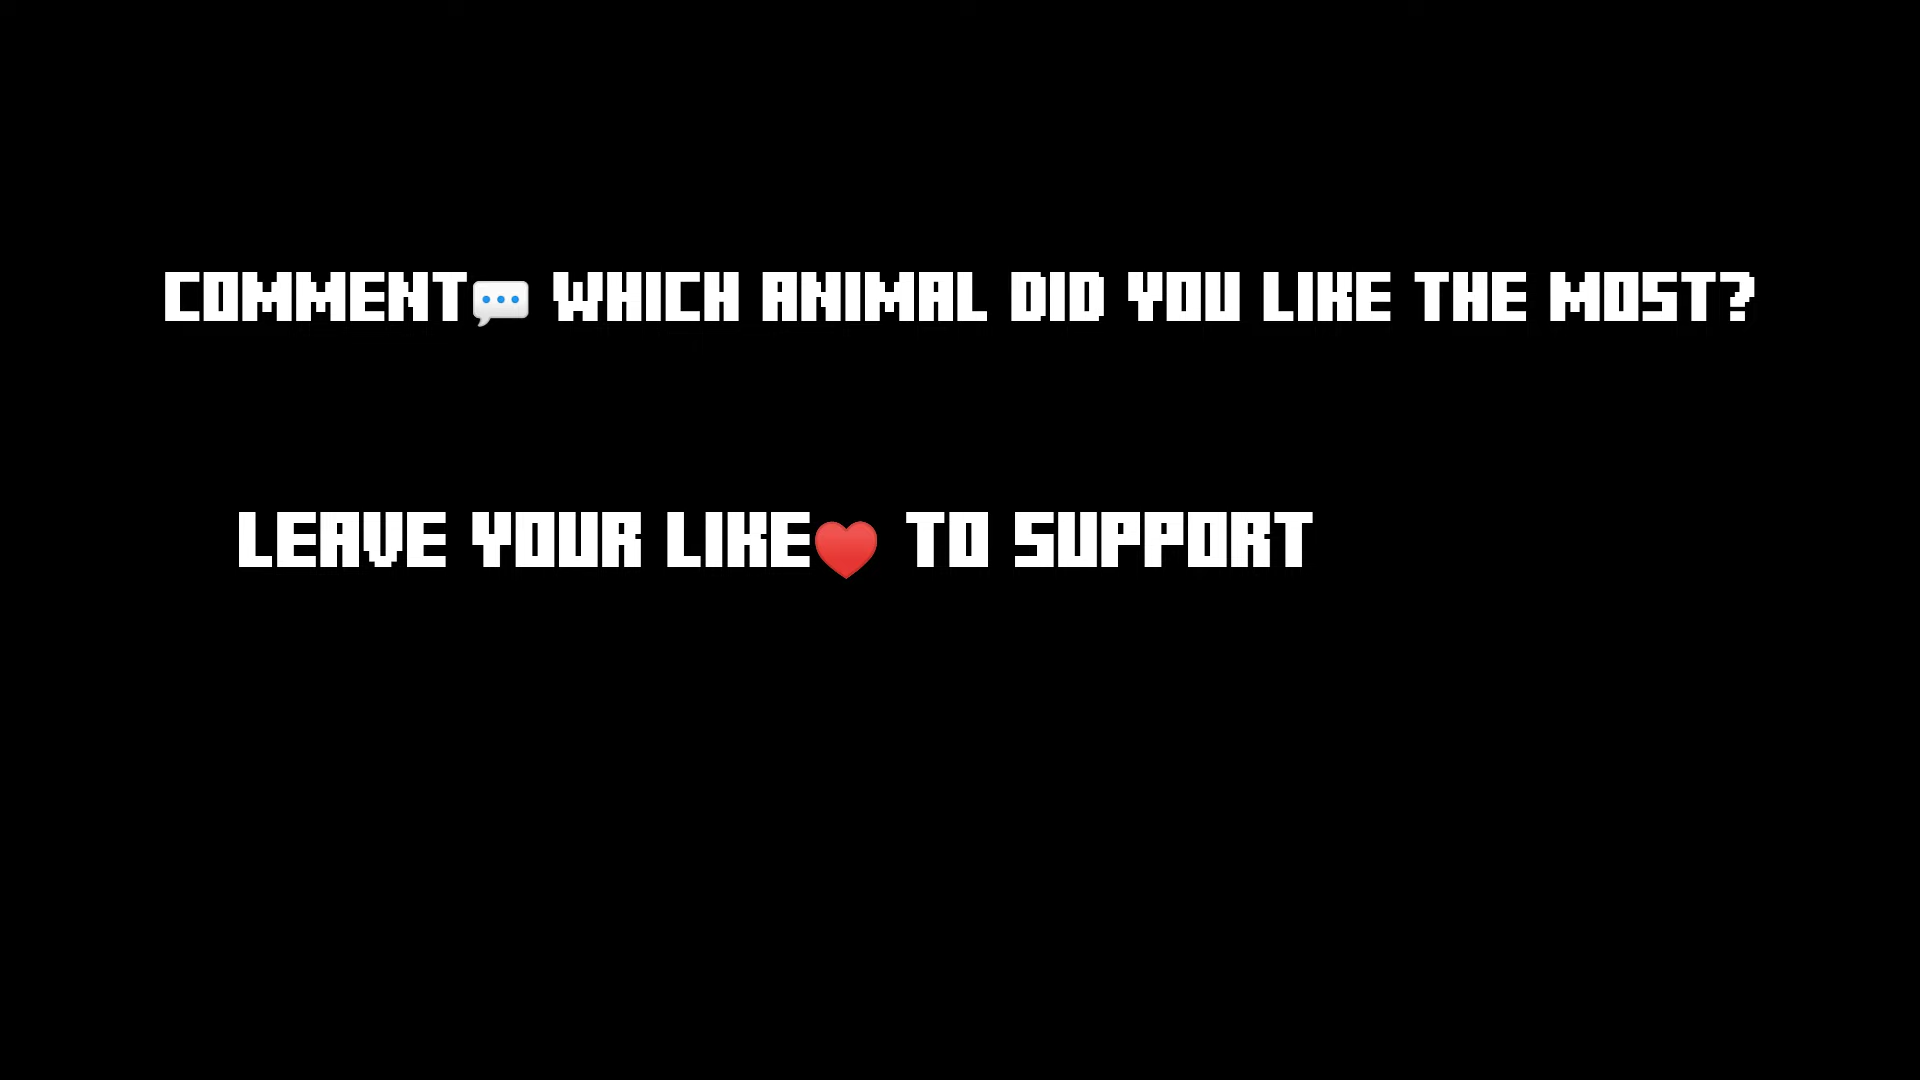 COMMENT💬 WHICH ANIMAL DID YOU LIKE THE MOST?
LEAVE YOUR LIKE♥️ TO SUPPORT